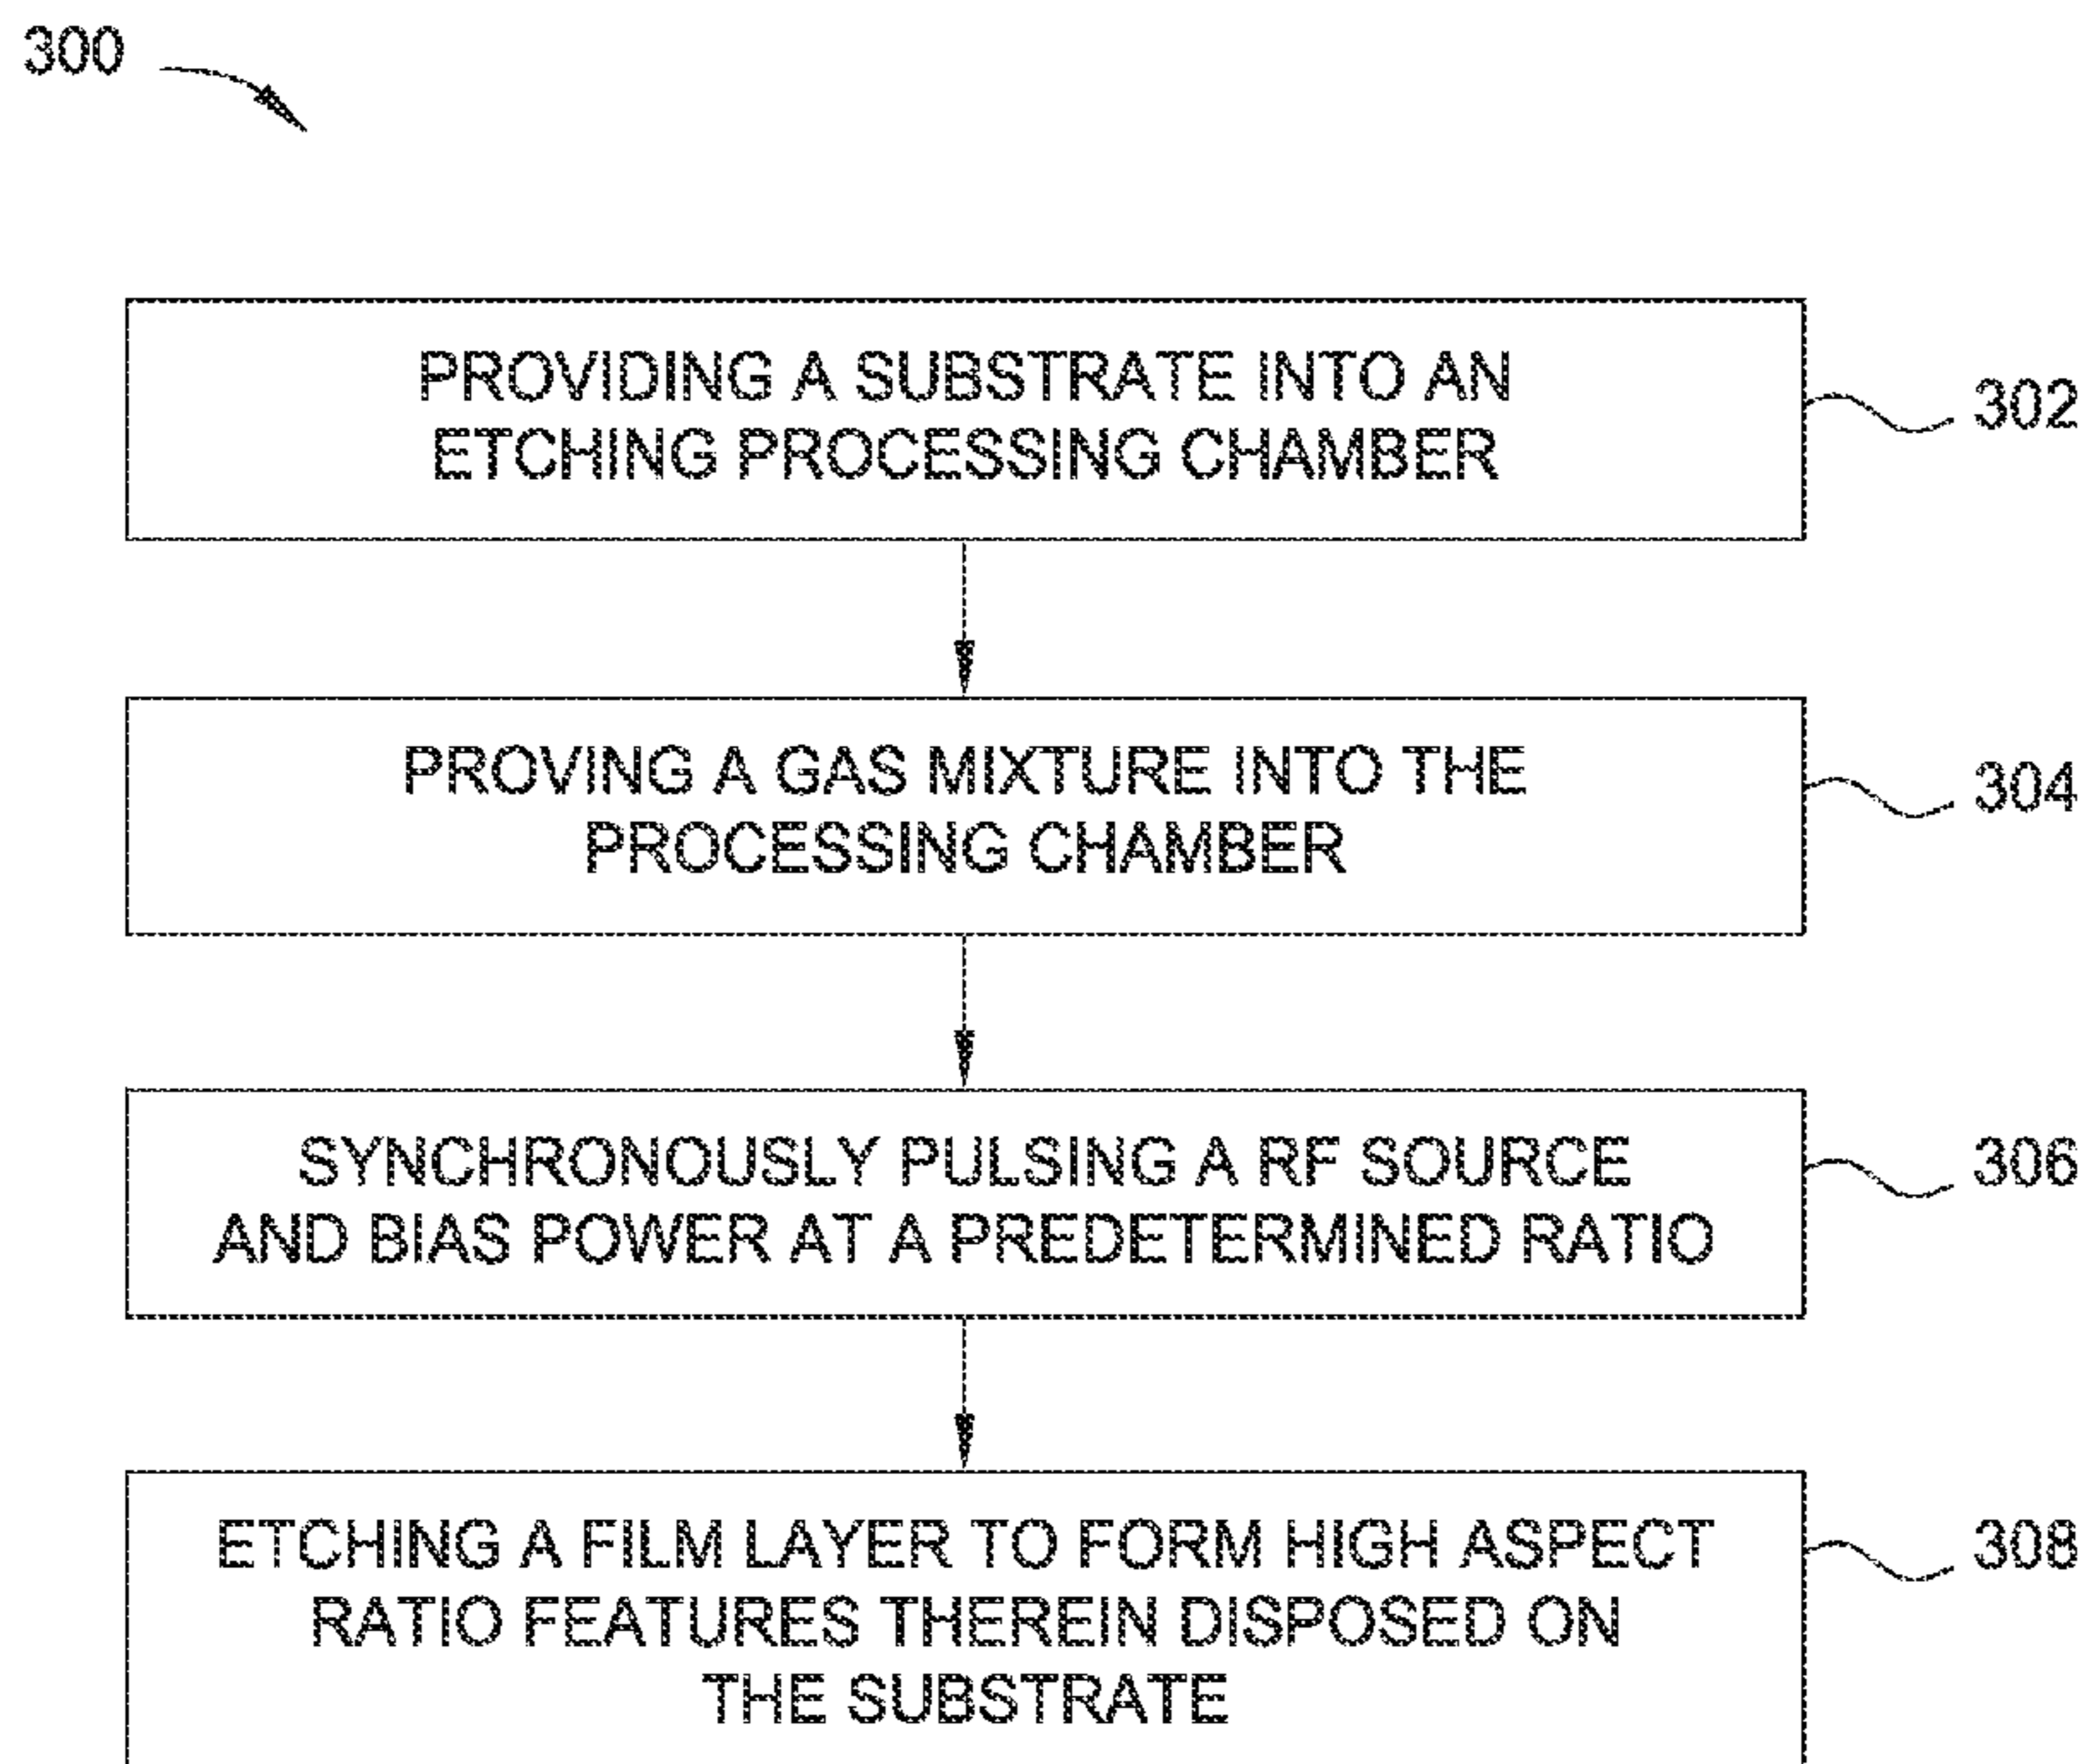 300
PROVIDING A SUBSTRATE INTO AN
ETCHING PROCESSING CHAMBER
302
PROVING A GAS MIXTURE INTO THE
PROCESSING CHAMBER
304
SYNCHRONOUSLY PULSING A RF SOURCE
AND BIAS POWER AT A PREDETERMINED RATIO
306
ETCHING A FILM LAYER TO FORM HIGH ASPECT
RATIO FEATURES THEREIN DISPOSED ON
THE SUBSTRATE
308